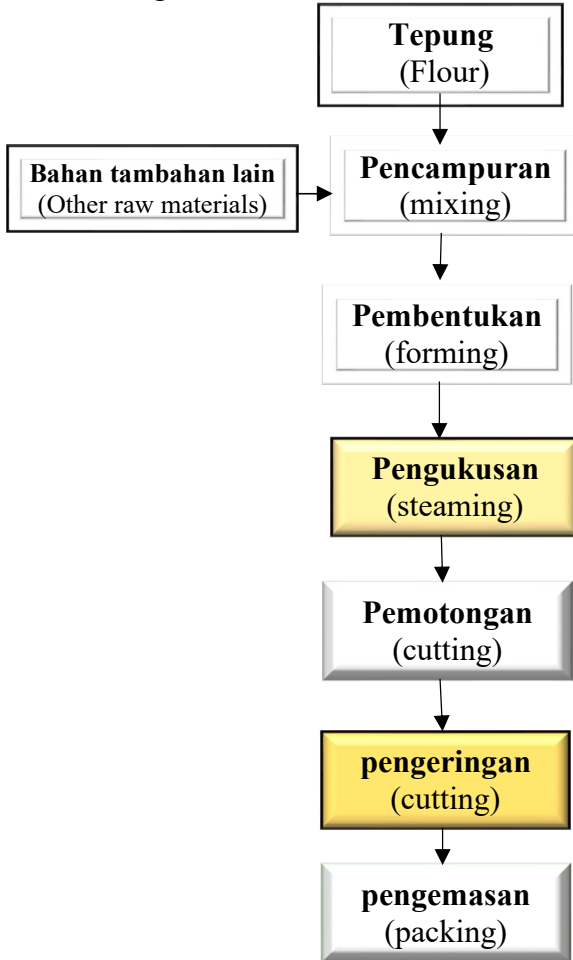 Tepung
(Flour)
Bahan tambahan lain
(Other raw materials)
Pencampuran
(mixing)
Pembentukan
(forming)
Pengukusan
(steaming)
Pemotongan
(cutting)
pengeringan
(cutting)
pengemasan
(packing)